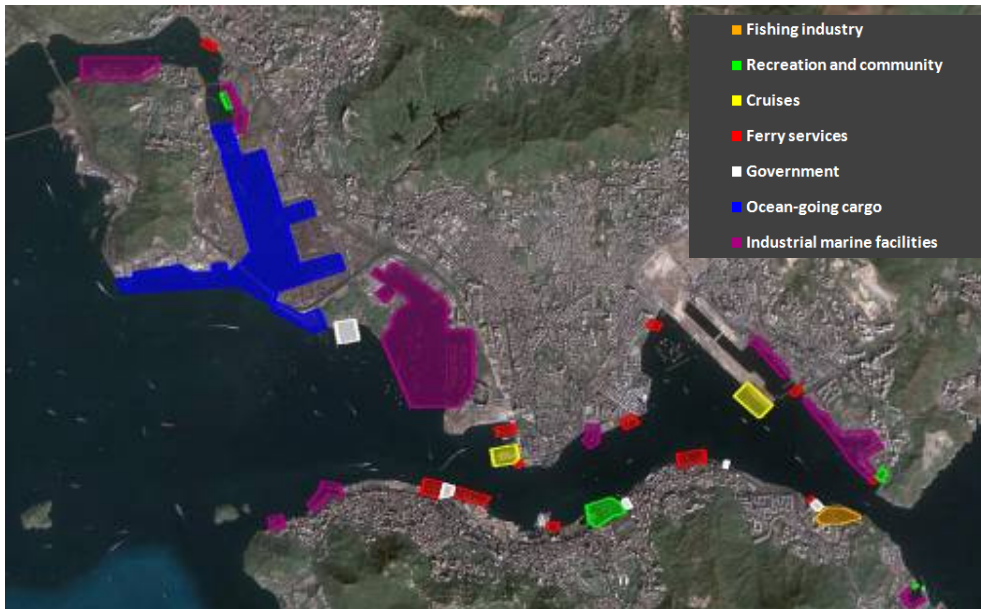 Fishing industry
Recreation and community
Cruises
Ferry services
Government
Ocean-going cargo
Industrial marine facilities